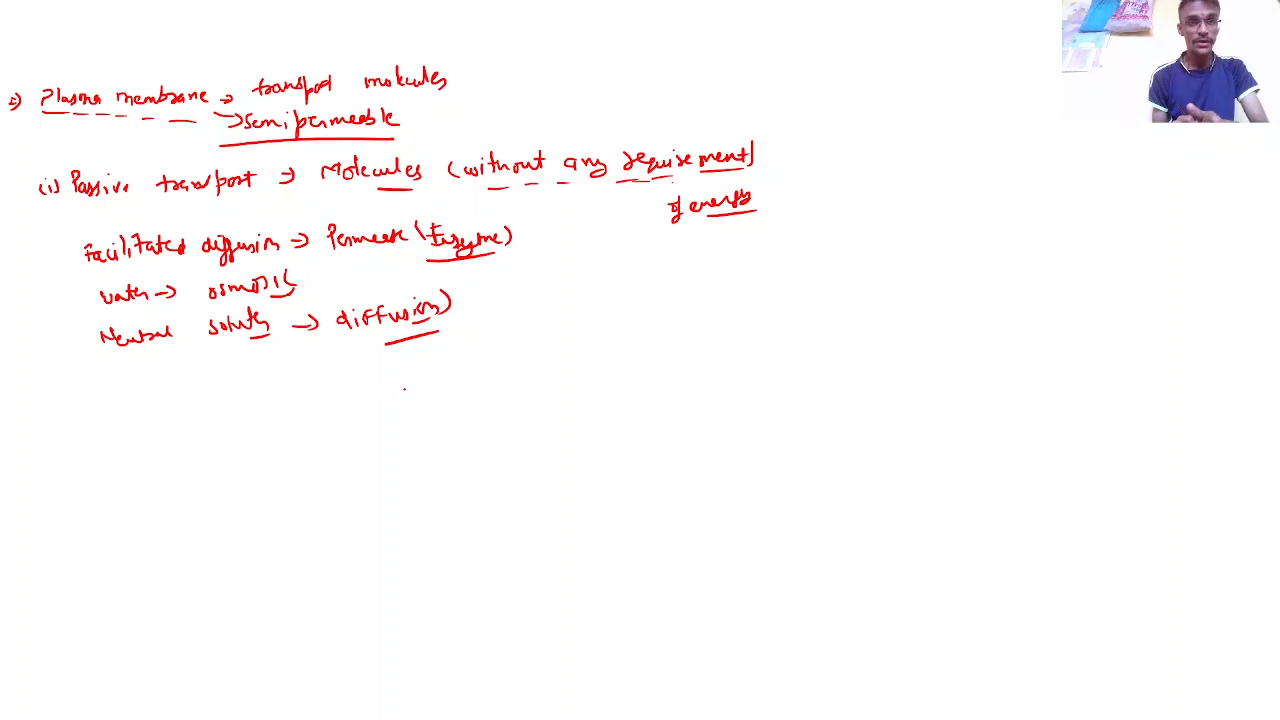 =) Plasma membrane → transport molecules
→ Semipermeable
(i) Passive transport → Molecules (without any requirement)
of energy
Facilitated diffusion → Permease (Enzyme)
water → osmosis
Neutral solutes → diffusion)